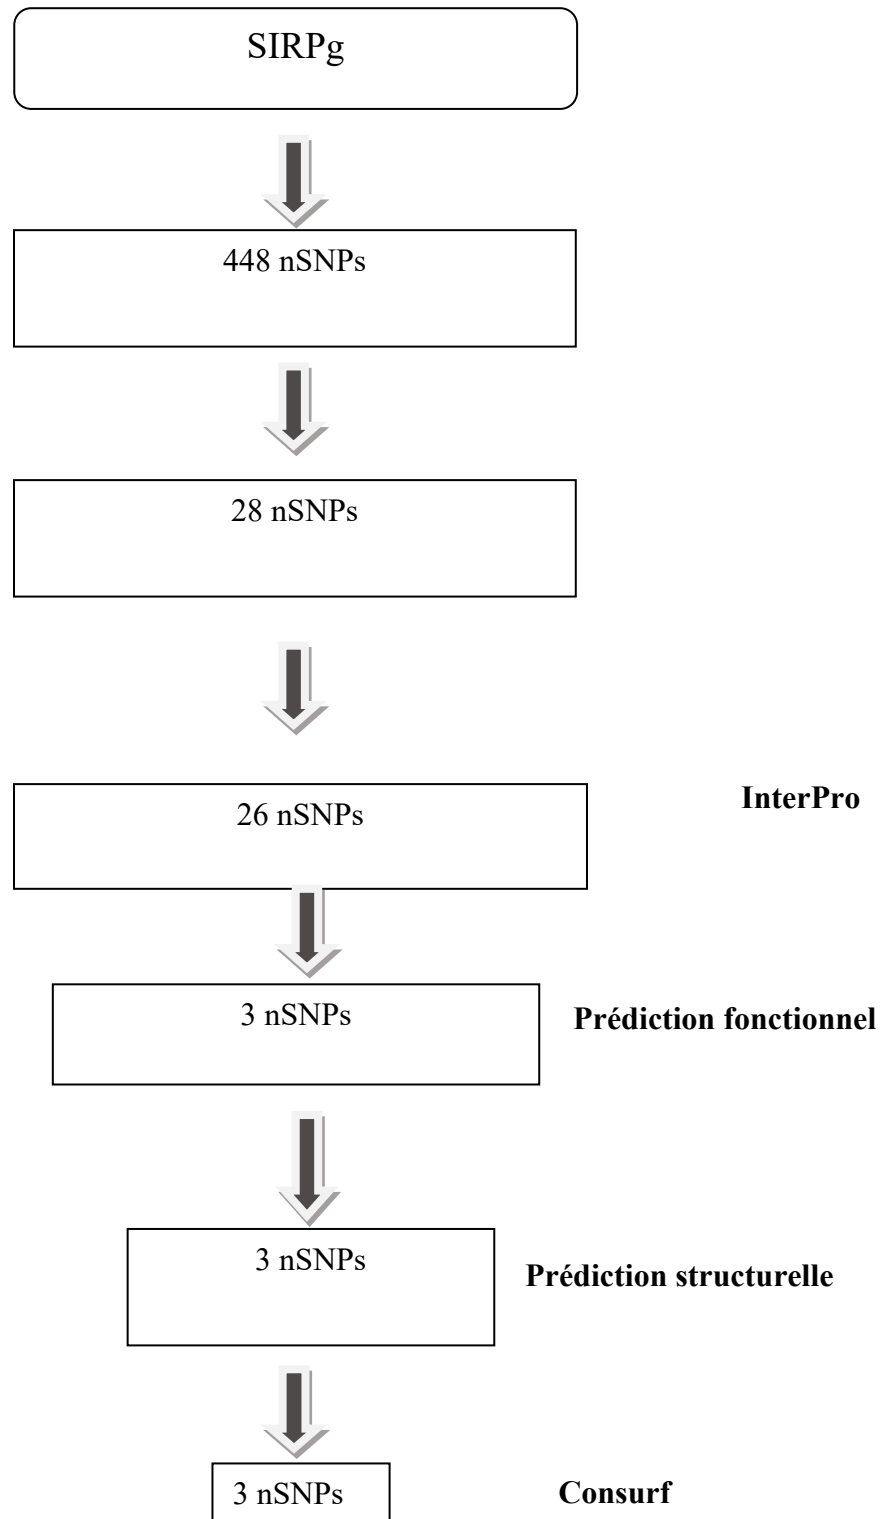 SIRPg
448 nSNPs
28 nSNPs
InterPro
26 nSNPs
3 nSNPs
Prédiction fonctionnel
3 nSNPs
Prédiction structurelle
3 nSNPs
Consurf